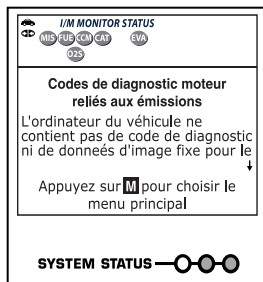 I/M MONITOR STATUS
MIS FUE CCM CAT EVA
O2S
Codes de diagnostic moteur
reliés aux émissions
L'ordinateur du véhicule ne
contient pas de code de diagnostic
ni de donneés d'image fixe pour le
Appuyez sur M pour choisir le
menu principal
SYSTEM STATUS